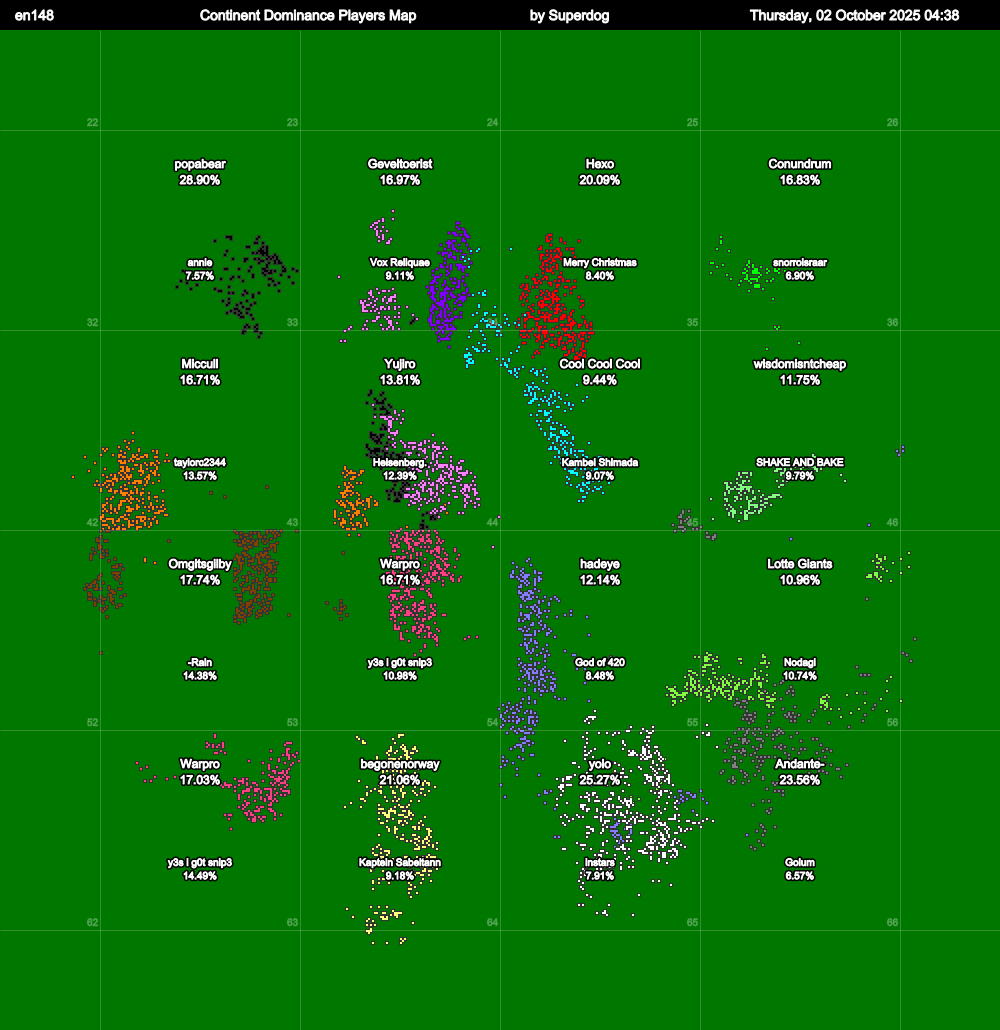 en148 Continent Dominance Players Map by Superdog Thursday, 02 October 2025 04:38
22 23 24 25 26
popabear Geveltoerist Hexo Conundrum
28.90% 16.97% 20.09% 16.83%
annie Vox Reliquae Merry Christmas snorroisraar
7.57% 9.11% 8.40% 6.90%
32 33 35 36
Miccull Yujiro Cool Cool Cool wisdomisntcheap
16.71% 13.81% 9.44% 11.75%
taylorc2344 Heisenberg. Kambei Shimada SHAKE AND BAKE
13.57% 12.39% 9.07% 9.79%
42 43 44 45 46
Omgitsgilby Warpro hadeye Lotte Giants
17.74% 16.71% 12.14% 10.96%
-Rain y3s i g0t snip3 God of 420 Nodagi
14.38% 10.98% 8.48% 10.74%
52 53 54 55 56
Warpro begonenorway yolo Andante-
17.03% 21.06% 25.27% 23.56%
y3s i g0t snip3 Kaptein Sabeltann Instars Golum
14.49% 9.18% 7.91% 6.57%
62 63 64 65 66